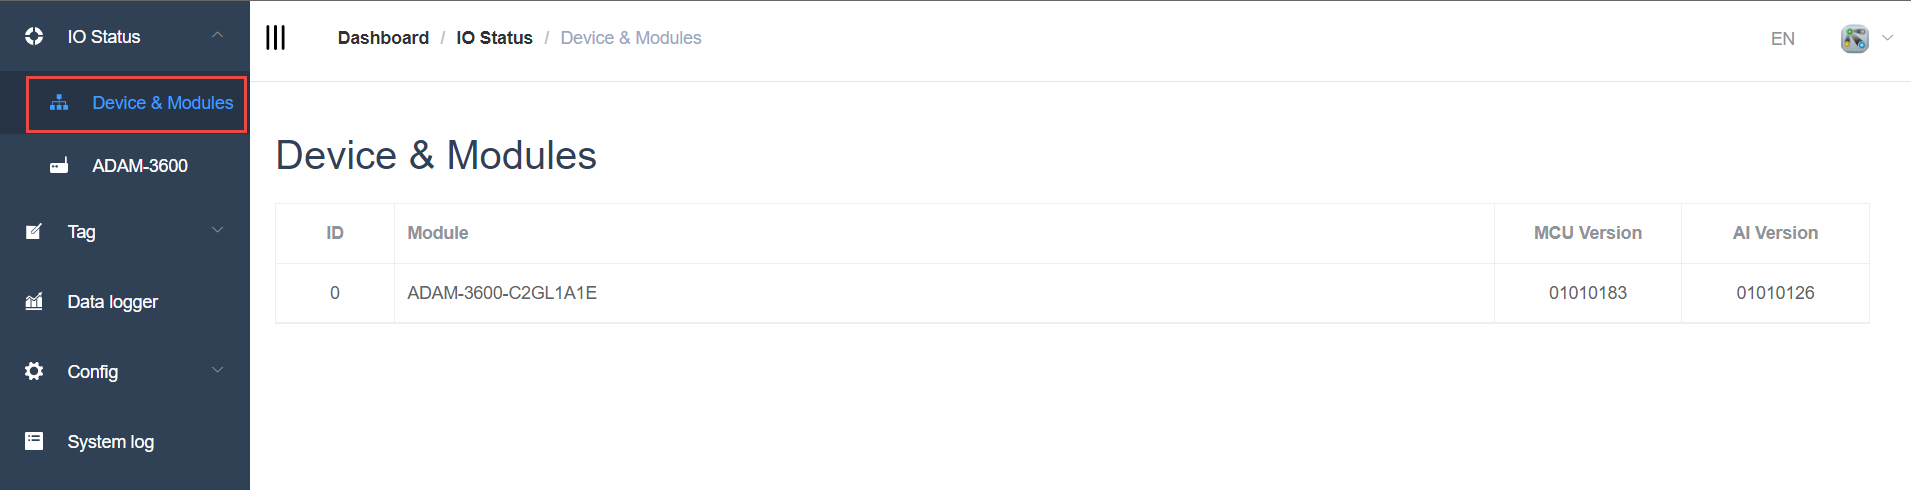 IO Status
Device & Modules
ADAM-3600
Tag
Data logger
Config
System log
Dashboard / IO Status / Device & Modules
EN
Device & Modules
ID Module MCU Version AI Version
0 ADAM-3600-C2GL1A1E 01010183 01010126